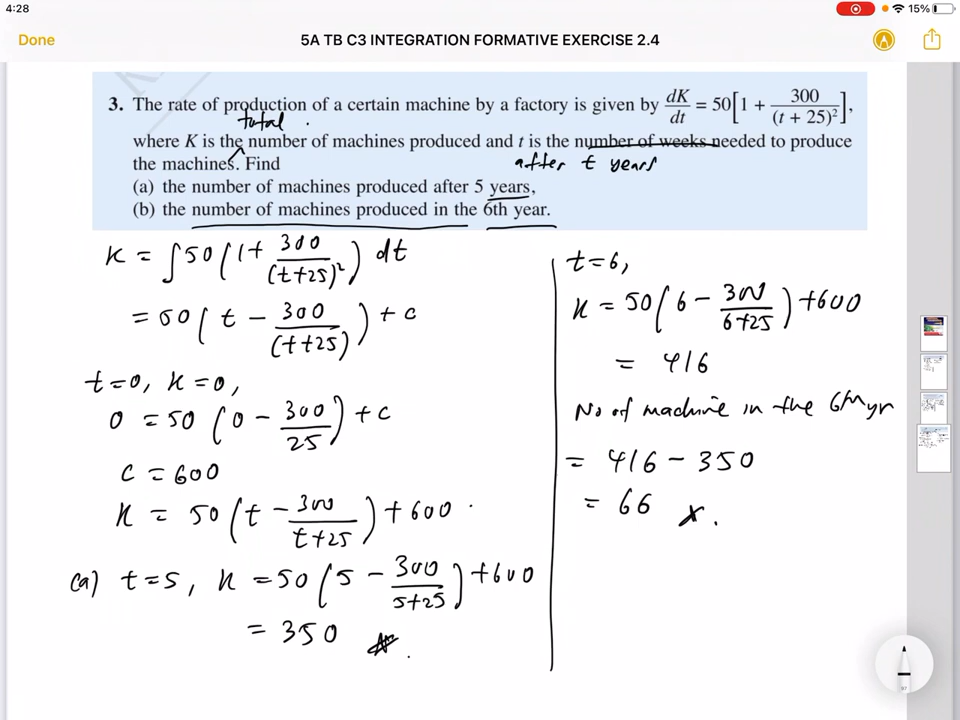 4:28
15%
Done
5A TB C3 INTEGRATION FORMATIVE EXERCISE 2.4
3. The rate of production of a certain machine by a factory is given by dK/dt = 50[1 + 300/(t + 25)²],
total
where K is the number of machines produced and t is the number of weeks needed to produce
the machines. Find
after t years
(a) the number of machines produced after 5 years,
(b) the number of machines produced in the 6th year.
K = ∫50(1+ 300/(t+25)²) dt
= 50(t − 300/(t+25)) + c
t=0, K=0,
0 = 50(0 − 300/25) + c
c = 600
K = 50(t − 300/(t+25)) + 600
(a) t=5, K = 50(5 − 300/(5+25)) + 600
= 350
t=6,
K = 50(6 − 300/(6+25)) + 600
= 416
No of machine in the 6th yr
= 416 − 350
= 66
97